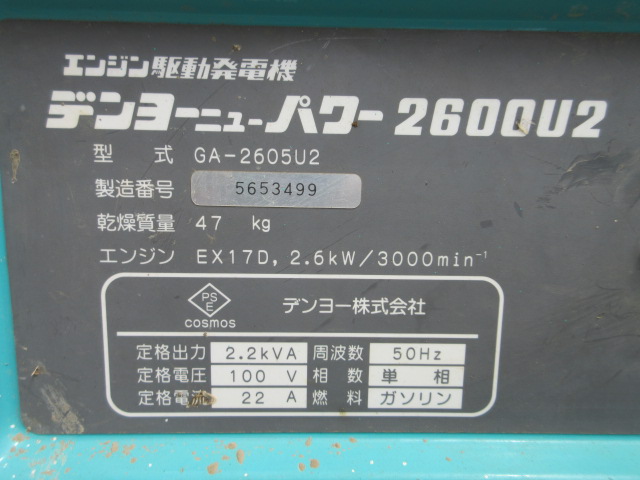 エンジン駆動発電機
デンヨーニューパワー2600U2
型 式 GA-2605U2
製造番号 5653499
乾燥質量 47 kg
エンジン EX17D, 2.6kW/3000min⁻¹
PS
E
cosmos
デンヨー株式会社
定格出力 2.2kVA 周波数 50Hz
定格電圧 100 V 相 数 単 相
定格電流 22 A 燃 料 ガソリン